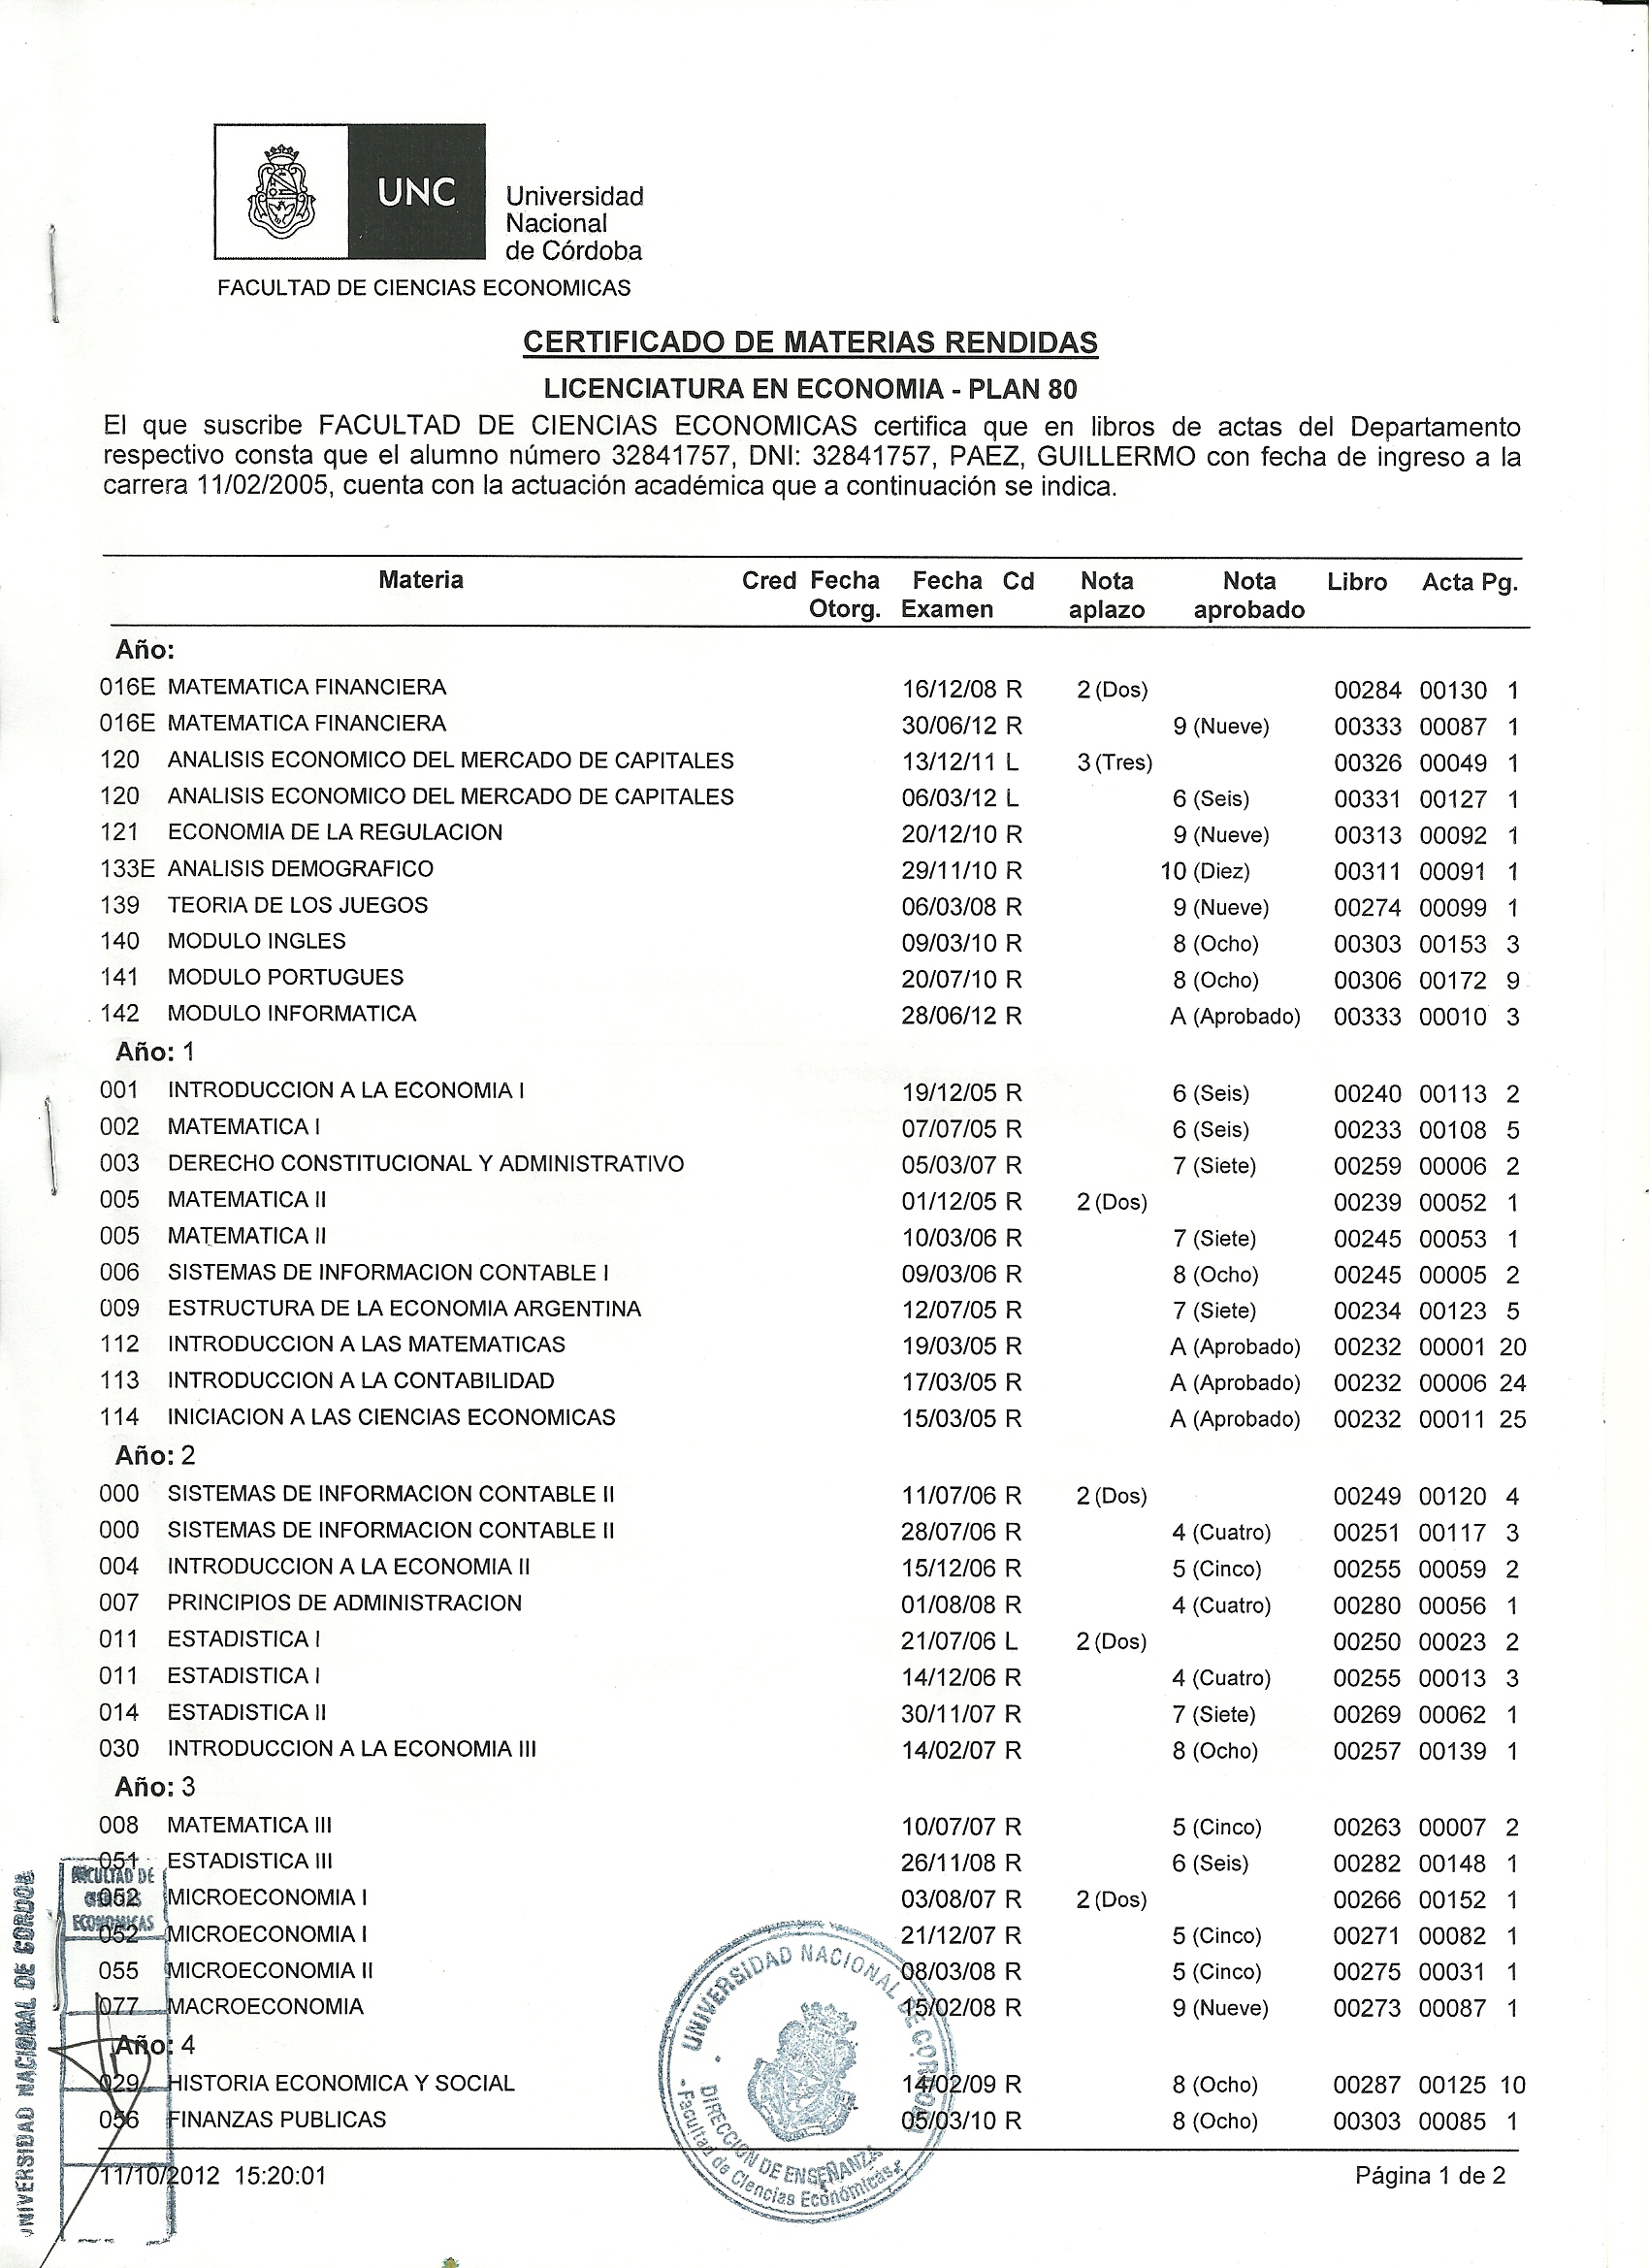 UNC
Universidad
Nacional
de Córdoba
FACULTAD DE CIENCIAS ECONOMICAS
CERTIFICADO DE MATERIAS RENDIDAS
LICENCIATURA EN ECONOMIA - PLAN 80
El que suscribe FACULTAD DE CIENCIAS ECONOMICAS certifica que en libros de actas del Departamento
respectivo consta que el alumno número 32841757, DNI: 32841757, PAEZ, GUILLERMO con fecha de ingreso a la
carrera 11/02/2005, cuenta con la actuación académica que a continuación se indica.
Materia Cred Fecha Fecha Cd Nota Nota Libro Acta Pg.
Otorg. Examen aplazo aprobado
Año:
016E MATEMATICA FINANCIERA 16/12/08 R 2 (Dos) 00284 00130 1
016E MATEMATICA FINANCIERA 30/06/12 R 9 (Nueve) 00333 00087 1
120 ANALISIS ECONOMICO DEL MERCADO DE CAPITALES 13/12/11 L 3 (Tres) 00326 00049 1
120 ANALISIS ECONOMICO DEL MERCADO DE CAPITALES 06/03/12 L 6 (Seis) 00331 00127 1
121 ECONOMIA DE LA REGULACION 20/12/10 R 9 (Nueve) 00313 00092 1
133E ANALISIS DEMOGRAFICO 29/11/10 R 10 (Diez) 00311 00091 1
139 TEORIA DE LOS JUEGOS 06/03/08 R 9 (Nueve) 00274 00099 1
140 MODULO INGLES 09/03/10 R 8 (Ocho) 00303 00153 3
141 MODULO PORTUGUES 20/07/10 R 8 (Ocho) 00306 00172 9
142 MODULO INFORMATICA 28/06/12 R A (Aprobado) 00333 00010 3
Año: 1
001 INTRODUCCION A LA ECONOMIA I 19/12/05 R 6 (Seis) 00240 00113 2
002 MATEMATICA I 07/07/05 R 6 (Seis) 00233 00108 5
003 DERECHO CONSTITUCIONAL Y ADMINISTRATIVO 05/03/07 R 7 (Siete) 00259 00006 2
005 MATEMATICA II 01/12/05 R 2 (Dos) 00239 00052 1
005 MATEMATICA II 10/03/06 R 7 (Siete) 00245 00053 1
006 SISTEMAS DE INFORMACION CONTABLE I 09/03/06 R 8 (Ocho) 00245 00005 2
009 ESTRUCTURA DE LA ECONOMIA ARGENTINA 12/07/05 R 7 (Siete) 00234 00123 5
112 INTRODUCCION A LAS MATEMATICAS 19/03/05 R A (Aprobado) 00232 00001 20
113 INTRODUCCION A LA CONTABILIDAD 17/03/05 R A (Aprobado) 00232 00006 24
114 INICIACION A LAS CIENCIAS ECONOMICAS 15/03/05 R A (Aprobado) 00232 00011 25
Año: 2
000 SISTEMAS DE INFORMACION CONTABLE II 11/07/06 R 2 (Dos) 00249 00120 4
000 SISTEMAS DE INFORMACION CONTABLE II 28/07/06 R 4 (Cuatro) 00251 00117 3
004 INTRODUCCION A LA ECONOMIA II 15/12/06 R 5 (Cinco) 00255 00059 2
007 PRINCIPIOS DE ADMINISTRACION 01/08/08 R 4 (Cuatro) 00280 00056 1
011 ESTADISTICA I 21/07/06 L 2 (Dos) 00250 00023 2
011 ESTADISTICA I 14/12/06 R 4 (Cuatro) 00255 00013 3
014 ESTADISTICA II 30/11/07 R 7 (Siete) 00269 00062 1
030 INTRODUCCION A LA ECONOMIA III 14/02/07 R 8 (Ocho) 00257 00139 1
Año: 3
008 MATEMATICA III 10/07/07 R 5 (Cinco) 00263 00007 2
051 ESTADISTICA III 26/11/08 R 6 (Seis) 00282 00148 1
052 MICROECONOMIA I 03/08/07 R 2 (Dos) 00266 00152 1
052 MICROECONOMIA I 21/12/07 R 5 (Cinco) 00271 00082 1
055 MICROECONOMIA II 08/03/08 R 5 (Cinco) 00275 00031 1
077 MACROECONOMIA 15/02/08 R 9 (Nueve) 00273 00087 1
Año: 4
029 HISTORIA ECONOMICA Y SOCIAL 14/02/09 R 8 (Ocho) 00287 00125 10
056 FINANZAS PUBLICAS 05/03/10 R 8 (Ocho) 00303 00085 1
11/10/2012 15:20:01 Página 1 de 2
UNIVERSIDAD NACIONAL DE CORDOBA
FACULTAD DE
CIENCIAS
ECONOMICAS
UNIVERSIDAD NACIONAL DE CORDOBA
DIRECCION DE ENSEÑANZA
- Facultad de Ciencias Económicas -